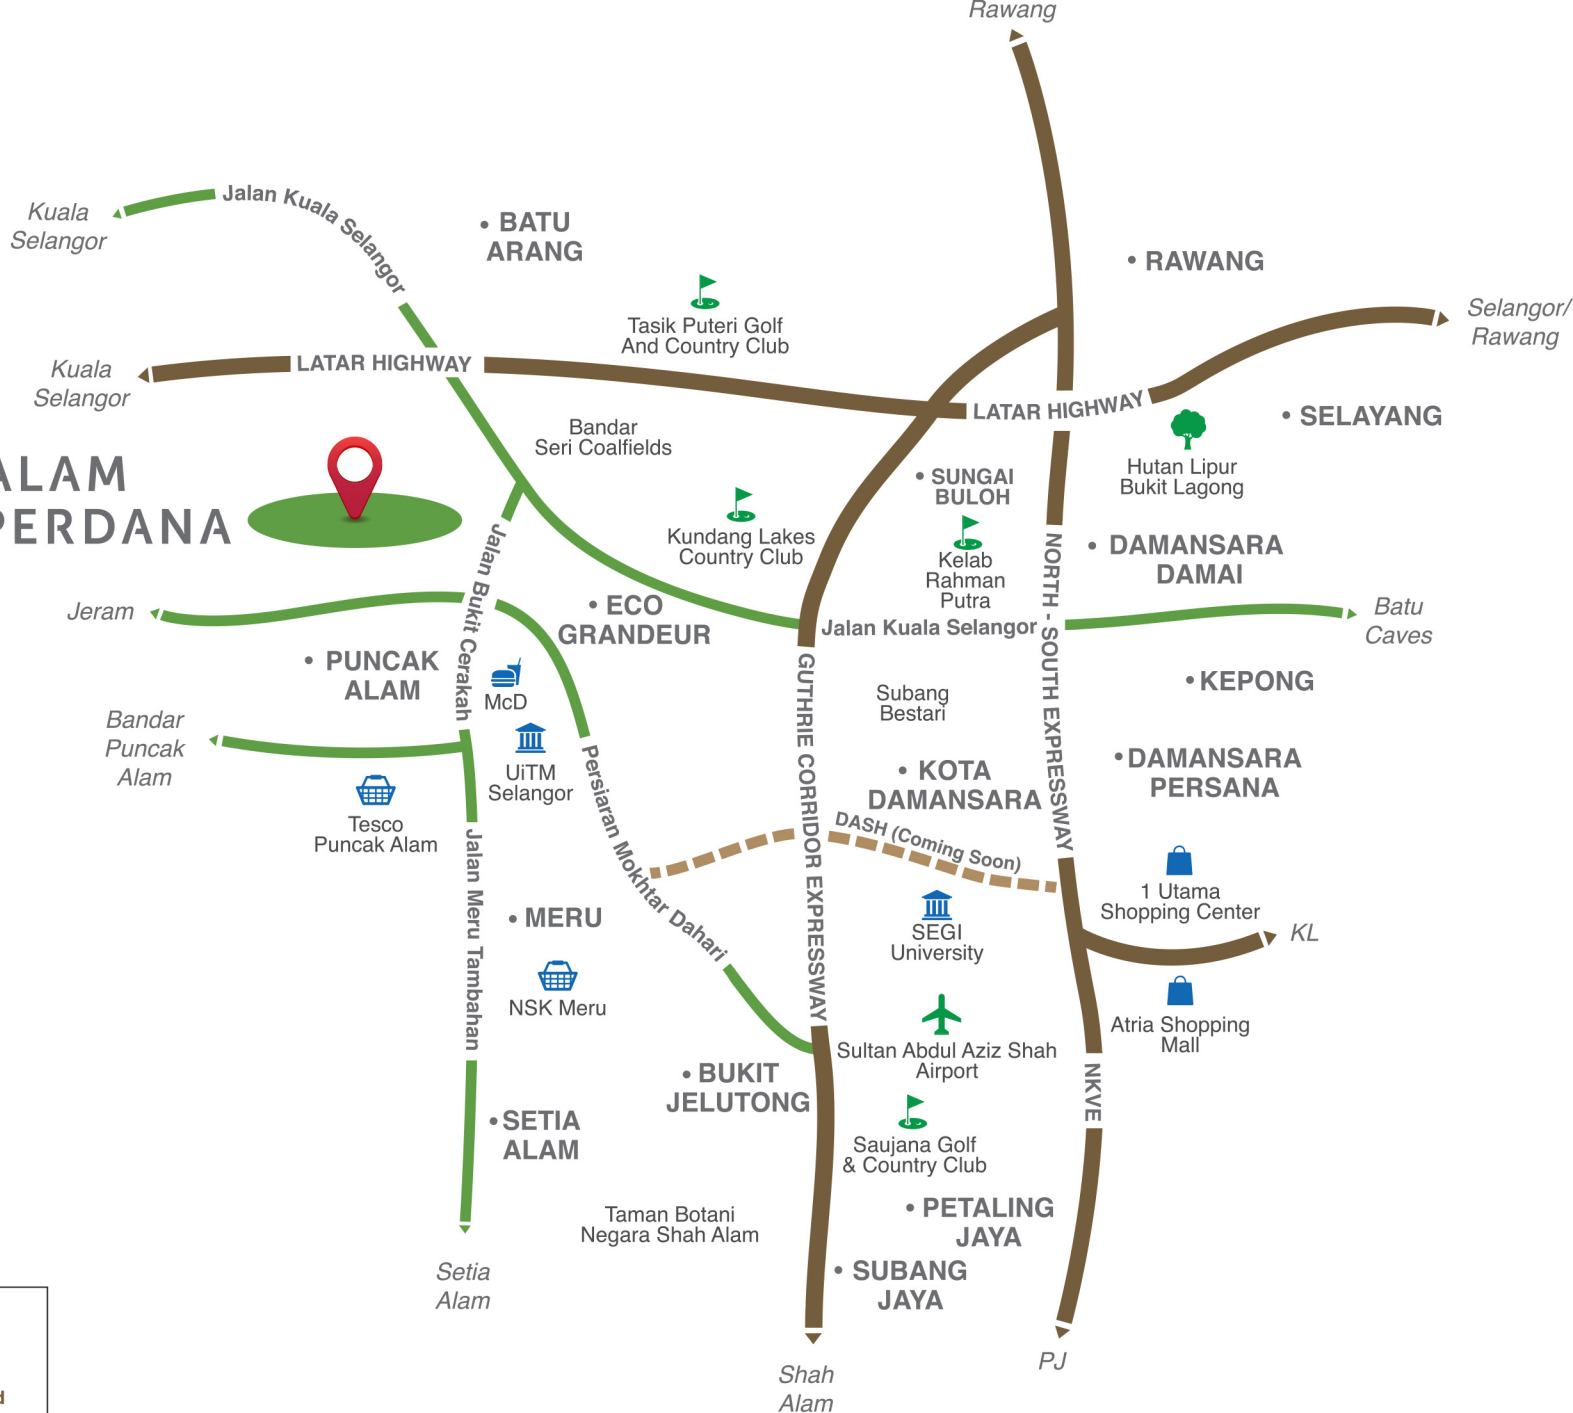 Rawang
Kuala
Selangor
Jalan Kuala Selangor
• BATU
ARANG
• RAWANG
Tasik Puteri Golf
And Country Club
Selangor/
Rawang
Kuala
Selangor
LATAR HIGHWAY
LATAR HIGHWAY
• SELAYANG
Bandar
Seri Coalfields
Hutan Lipur
Bukit Lagong
ALAM
PERDANA
• SUNGAI
BULOH
Kundang Lakes
Country Club
Kelab
Rahman
Putra
• DAMANSARA
DAMAI
Jalan Bukit Cerakah
Jeram
• ECO
GRANDEUR
Jalan Kuala Selangor
NORTH - SOUTH EXPRESSWAY
Batu
Caves
• PUNCAK
ALAM
McD
GUTHRIE CORRIDOR EXPRESSWAY
Subang
Bestari
• KEPONG
Bandar
Puncak
Alam
UiTM
Selangor
Persiaran Mokhtar Dahari
• KOTA
DAMANSARA
• DAMANSARA
PERSANA
Tesco
Puncak Alam
Jalan Meru Tambahan
DASH (Coming Soon)
1 Utama
Shopping Center
• MERU
SEGI
University
KL
NSK Meru
Sultan Abdul Aziz Shah
Airport
Atria Shopping
Mall
• BUKIT
JELUTONG
NKVE
• SETIA
ALAM
Saujana Golf
& Country Club
Taman Botani
Negara Shah Alam
• PETALING
JAYA
Setia
Alam
• SUBANG
JAYA
PJ
Shah
Alam